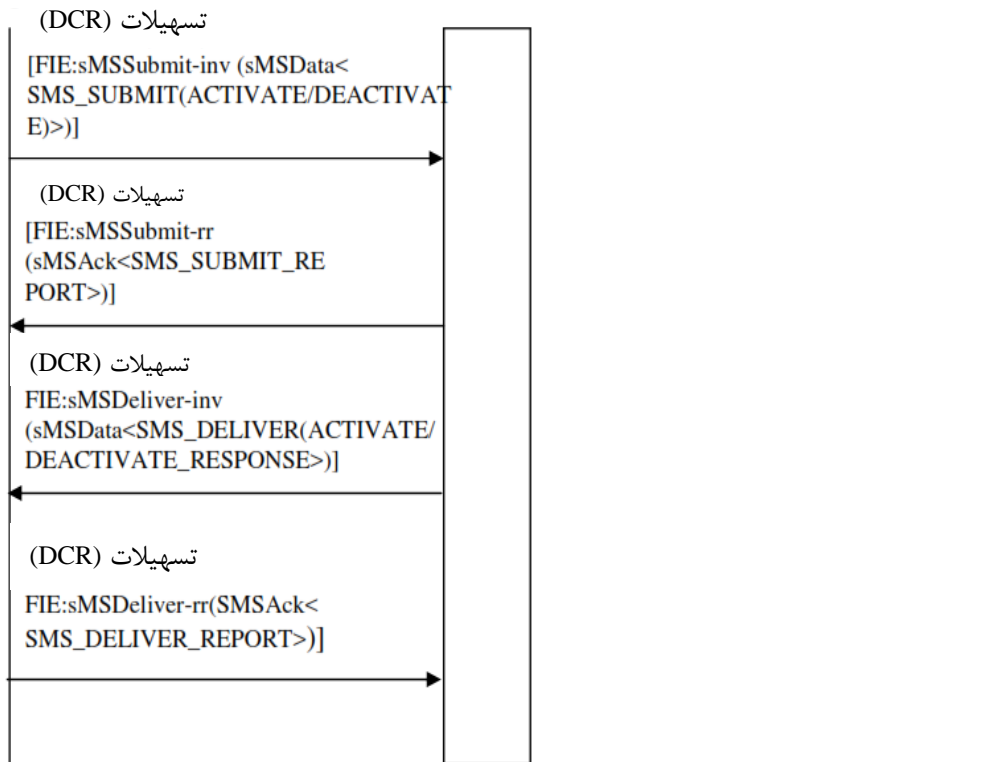 تسهيلات (DCR)
[FIE:sMSSubmit-inv (sMSData<
SMS_SUBMIT(ACTIVATE/DEACTIVAT
E)>)]
تسهيلات (DCR)
[FIE:sMSSubmit-rr
(sMSAck<SMS_SUBMIT_RE
PORT>)]
تسهيلات (DCR)
FIE:sMSDeliver-inv
(sMSData<SMS_DELIVER(ACTIVATE/
DEACTIVATE_RESPONSE>)]
تسهيلات (DCR)
FIE:sMSDeliver-rr(SMSAck<
SMS_DELIVER_REPORT>)]